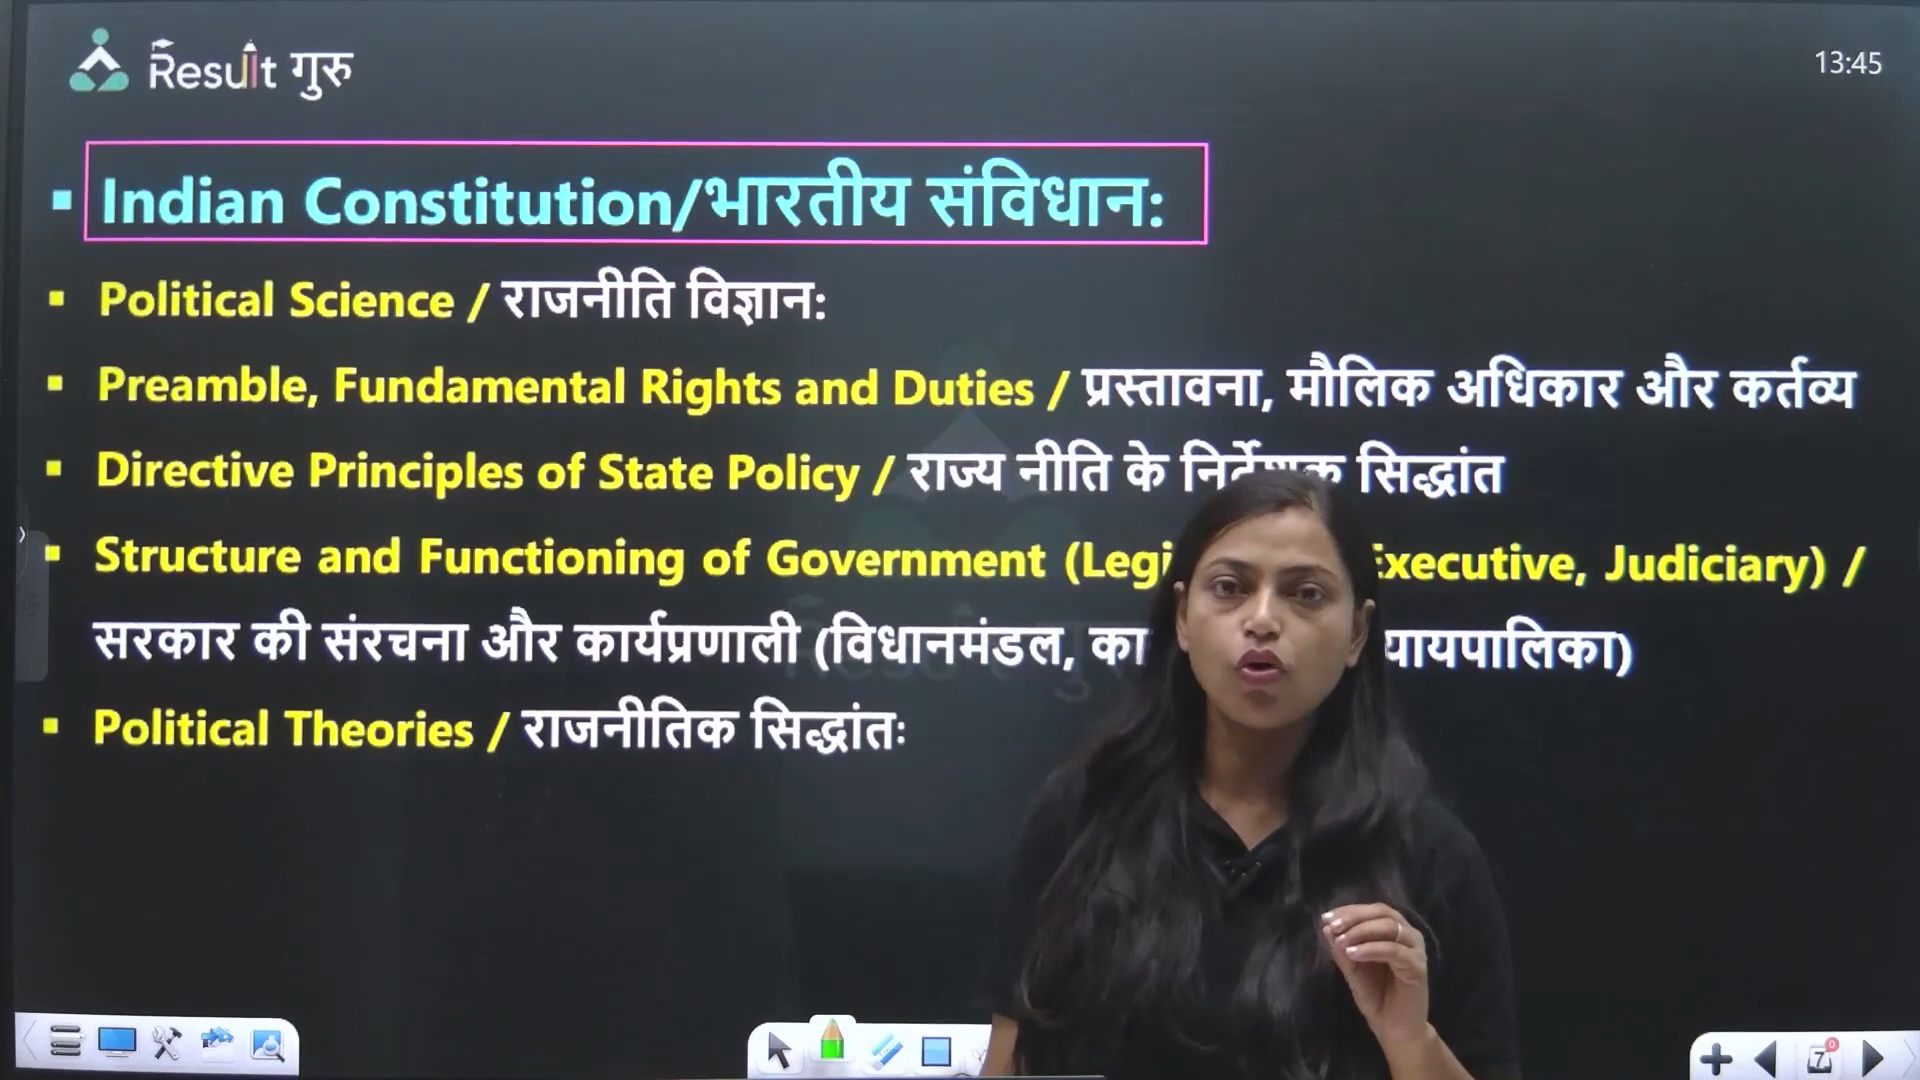 Result गुरु
13:45
Indian Constitution/भारतीय संविधान:
Political Science / राजनीति विज्ञान:
Preamble, Fundamental Rights and Duties / प्रस्तावना, मौलिक अधिकार और कर्तव्य
Directive Principles of State Policy / राज्य नीति के सिद्धांत
Structure and Functioning of Government Executive, Judiciary) /
सरकार की संरचना और कार्यप्रणाली (विधानमंडल,
Political Theories / राजनीतिक सिद्धांतः
7
0